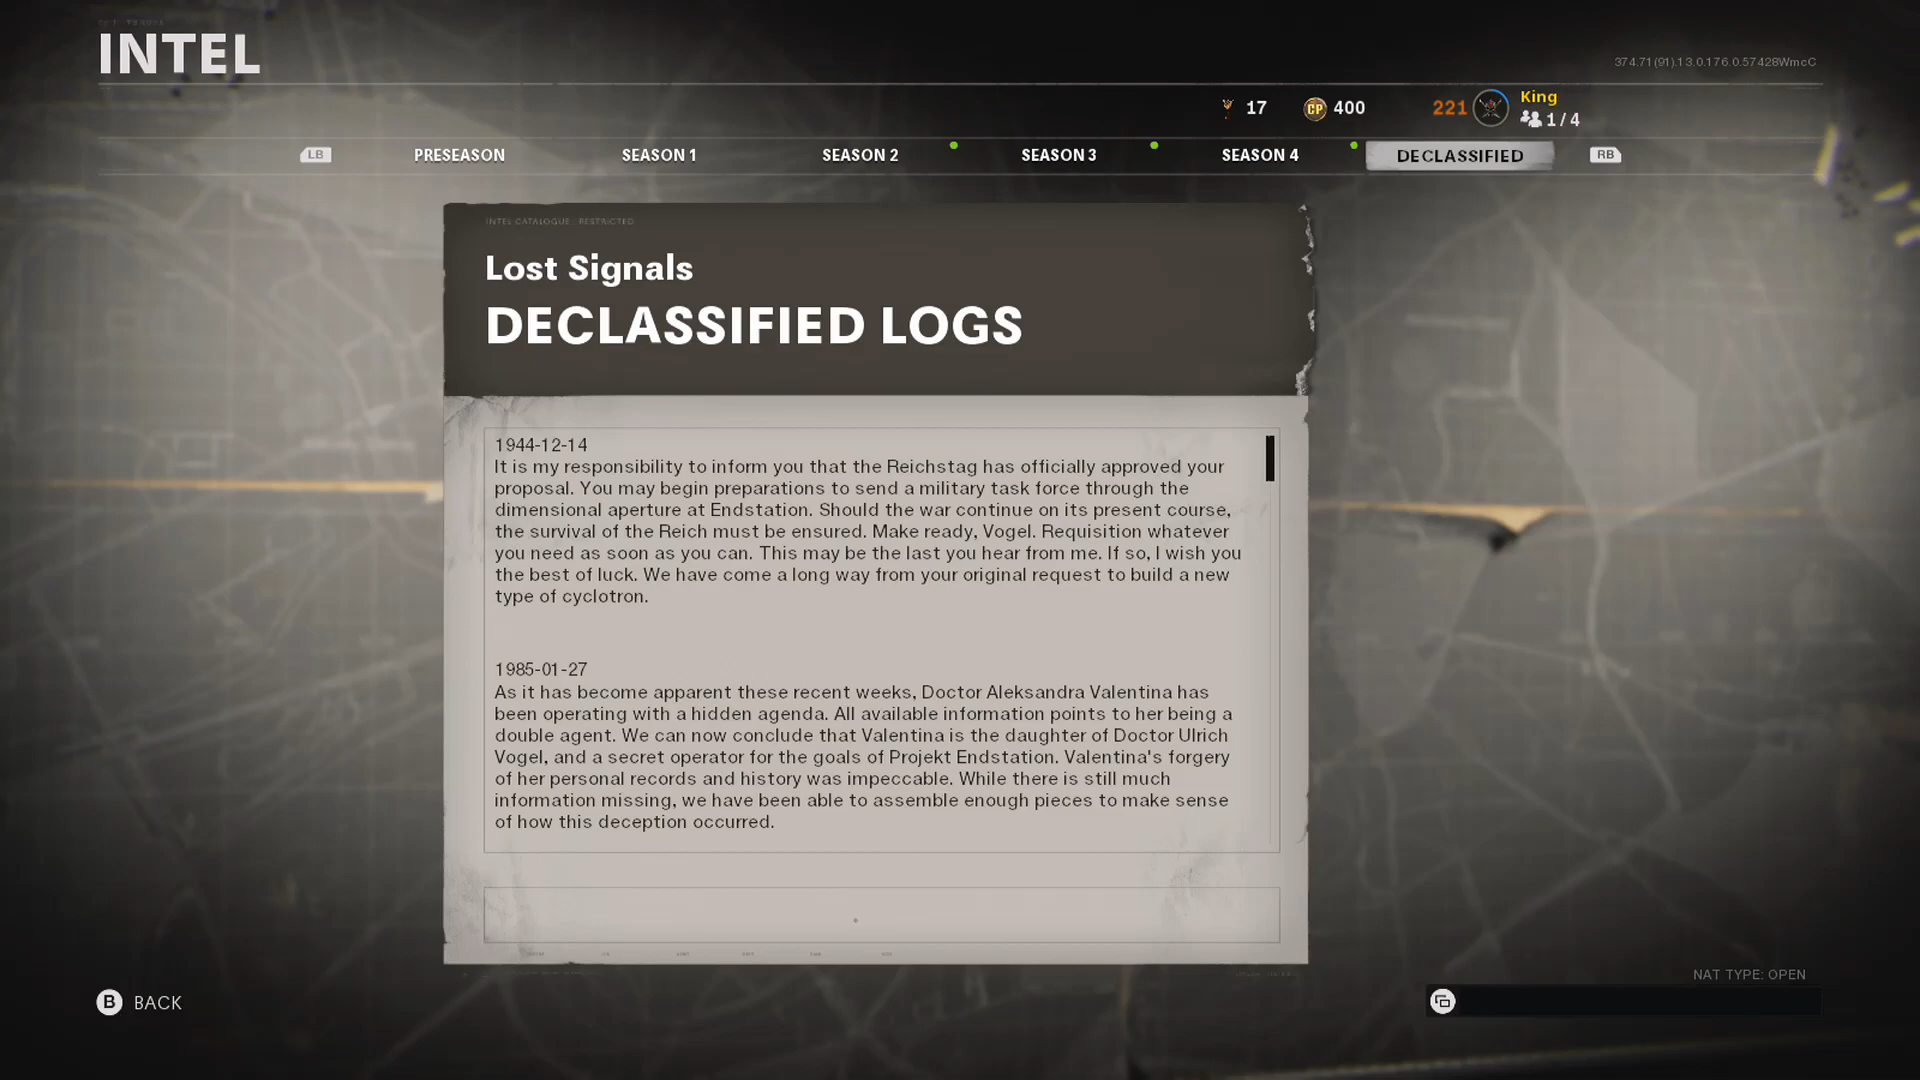 INTEL
374.71(91).13.0.176.0.57428WmcC
17
CP
400
221
King
1/4
LB
PRESEASON
SEASON 1
SEASON 2
SEASON 3
SEASON 4
DECLASSIFIED
RB
INTEL CATALOGUE: RESTRICTED
Lost Signals
DECLASSIFIED LOGS
1944-12-14
It is my responsibility to inform you that the Reichstag has officially approved your
proposal. You may begin preparations to send a military task force through the
dimensional aperture at Endstation. Should the war continue on its present course,
the survival of the Reich must be ensured. Make ready, Vogel. Requisition whatever
you need as soon as you can. This may be the last you hear from me. If so, I wish you
the best of luck. We have come a long way from your original request to build a new
type of cyclotron.
1985-01-27
As it has become apparent these recent weeks, Doctor Aleksandra Valentina has
been operating with a hidden agenda. All available information points to her being a
double agent. We can now conclude that Valentina is the daughter of Doctor Ulrich
Vogel, and a secret operator for the goals of Projekt Endstation. Valentina's forgery
of her personal records and history was impeccable. While there is still much
information missing, we have been able to assemble enough pieces to make sense
of how this deception occurred.
NAT TYPE: OPEN
B BACK